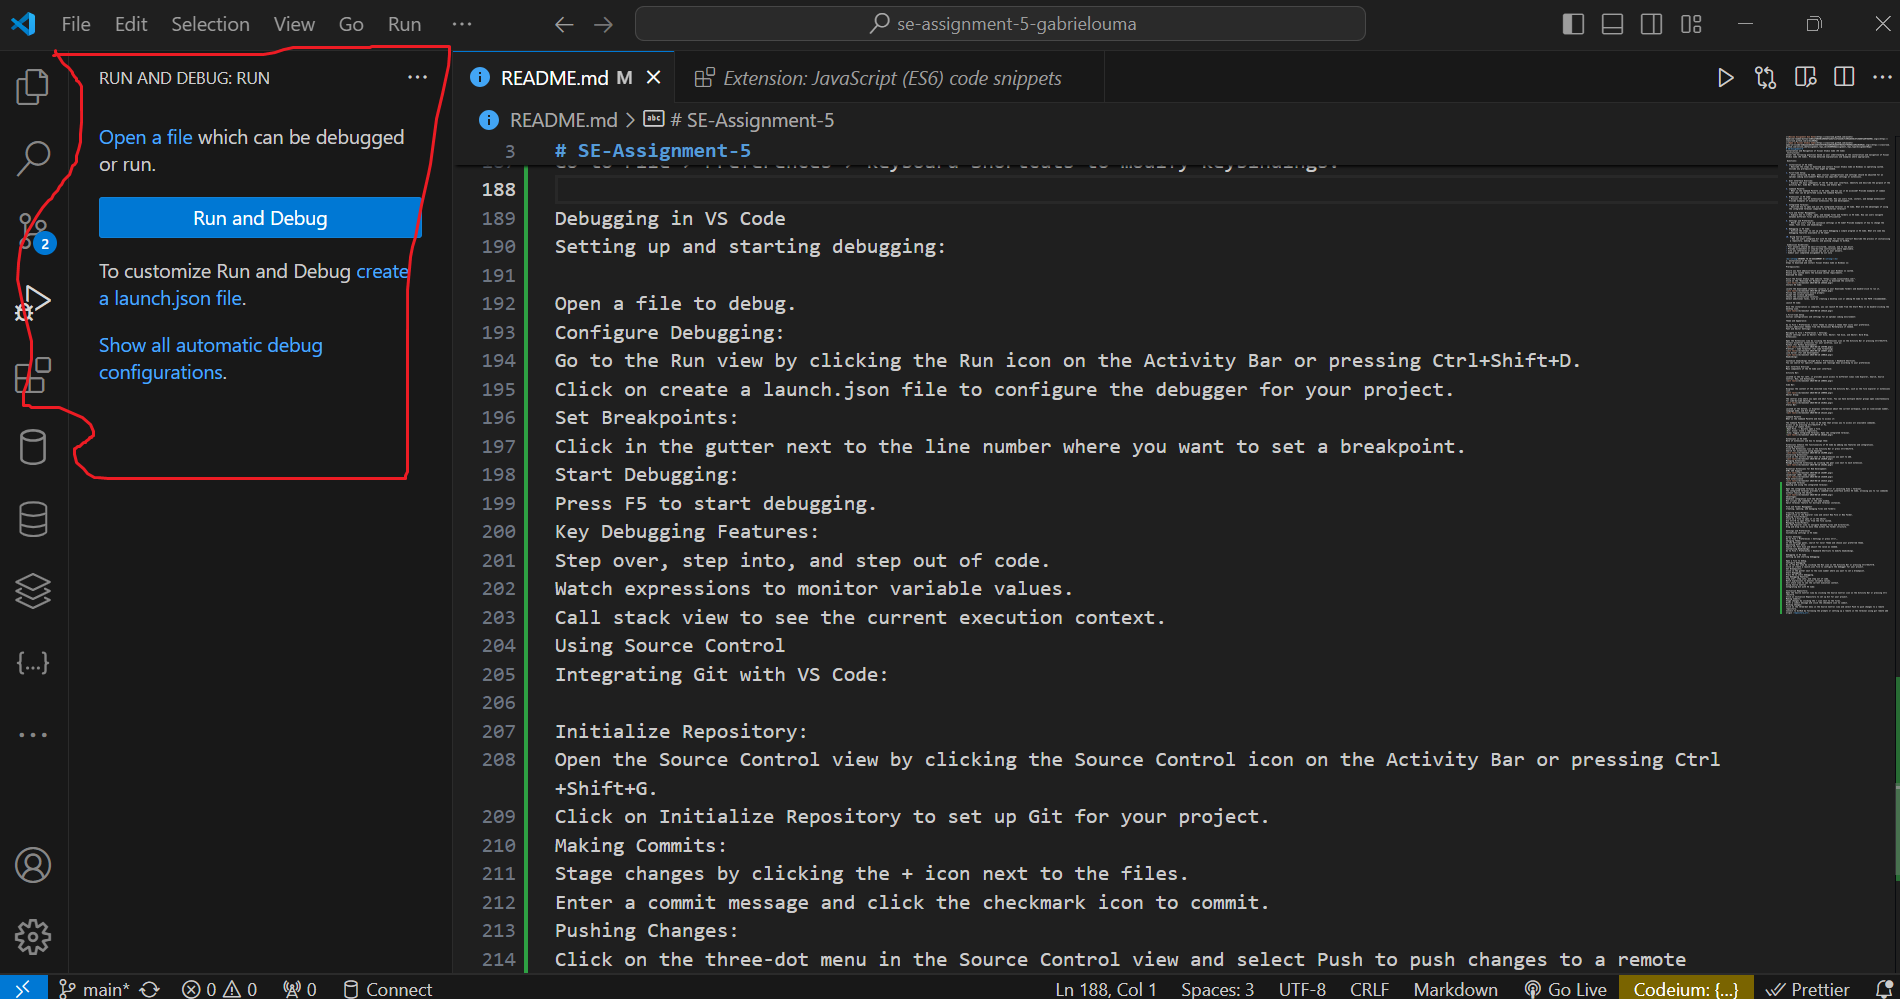 File Edit Selection View Go Run ...
se-assignment-5-gabrielouma
RUN AND DEBUG: RUN
Open a file which can be debugged
or run.
Run and Debug
To customize Run and Debug create
a launch.json file.
Show all automatic debug
configurations.
2
README.md M
Extension: JavaScript (ES6) code snippets
README.md > # SE-Assignment-5
3 # SE-Assignment-5
Go to File > Preferences > Keyboard Shortcuts to modify keybindings.
188
189 Debugging in VS Code
190 Setting up and starting debugging:
191
192 Open a file to debug.
193 Configure Debugging:
194 Go to the Run view by clicking the Run icon on the Activity Bar or pressing Ctrl+Shift+D.
195 Click on create a launch.json file to configure the debugger for your project.
196 Set Breakpoints:
197 Click in the gutter next to the line number where you want to set a breakpoint.
198 Start Debugging:
199 Press F5 to start debugging.
200 Key Debugging Features:
201 Step over, step into, and step out of code.
202 Watch expressions to monitor variable values.
203 Call stack view to see the current execution context.
204 Using Source Control
205 Integrating Git with VS Code:
206
207 Initialize Repository:
208 Open the Source Control view by clicking the Source Control icon on the Activity Bar or pressing Ctrl
+Shift+G.
209 Click on Initialize Repository to set up Git for your project.
210 Making Commits:
211 Stage changes by clicking the + icon next to the files.
212 Enter a commit message and click the checkmark icon to commit.
213 Pushing Changes:
214 Click on the three-dot menu in the Source Control view and select Push to push changes to a remote
main* 0 0 0 Connect Ln 188, Col 1 Spaces: 3 UTF-8 CRLF Markdown Go Live Codeium: {...} Prettier